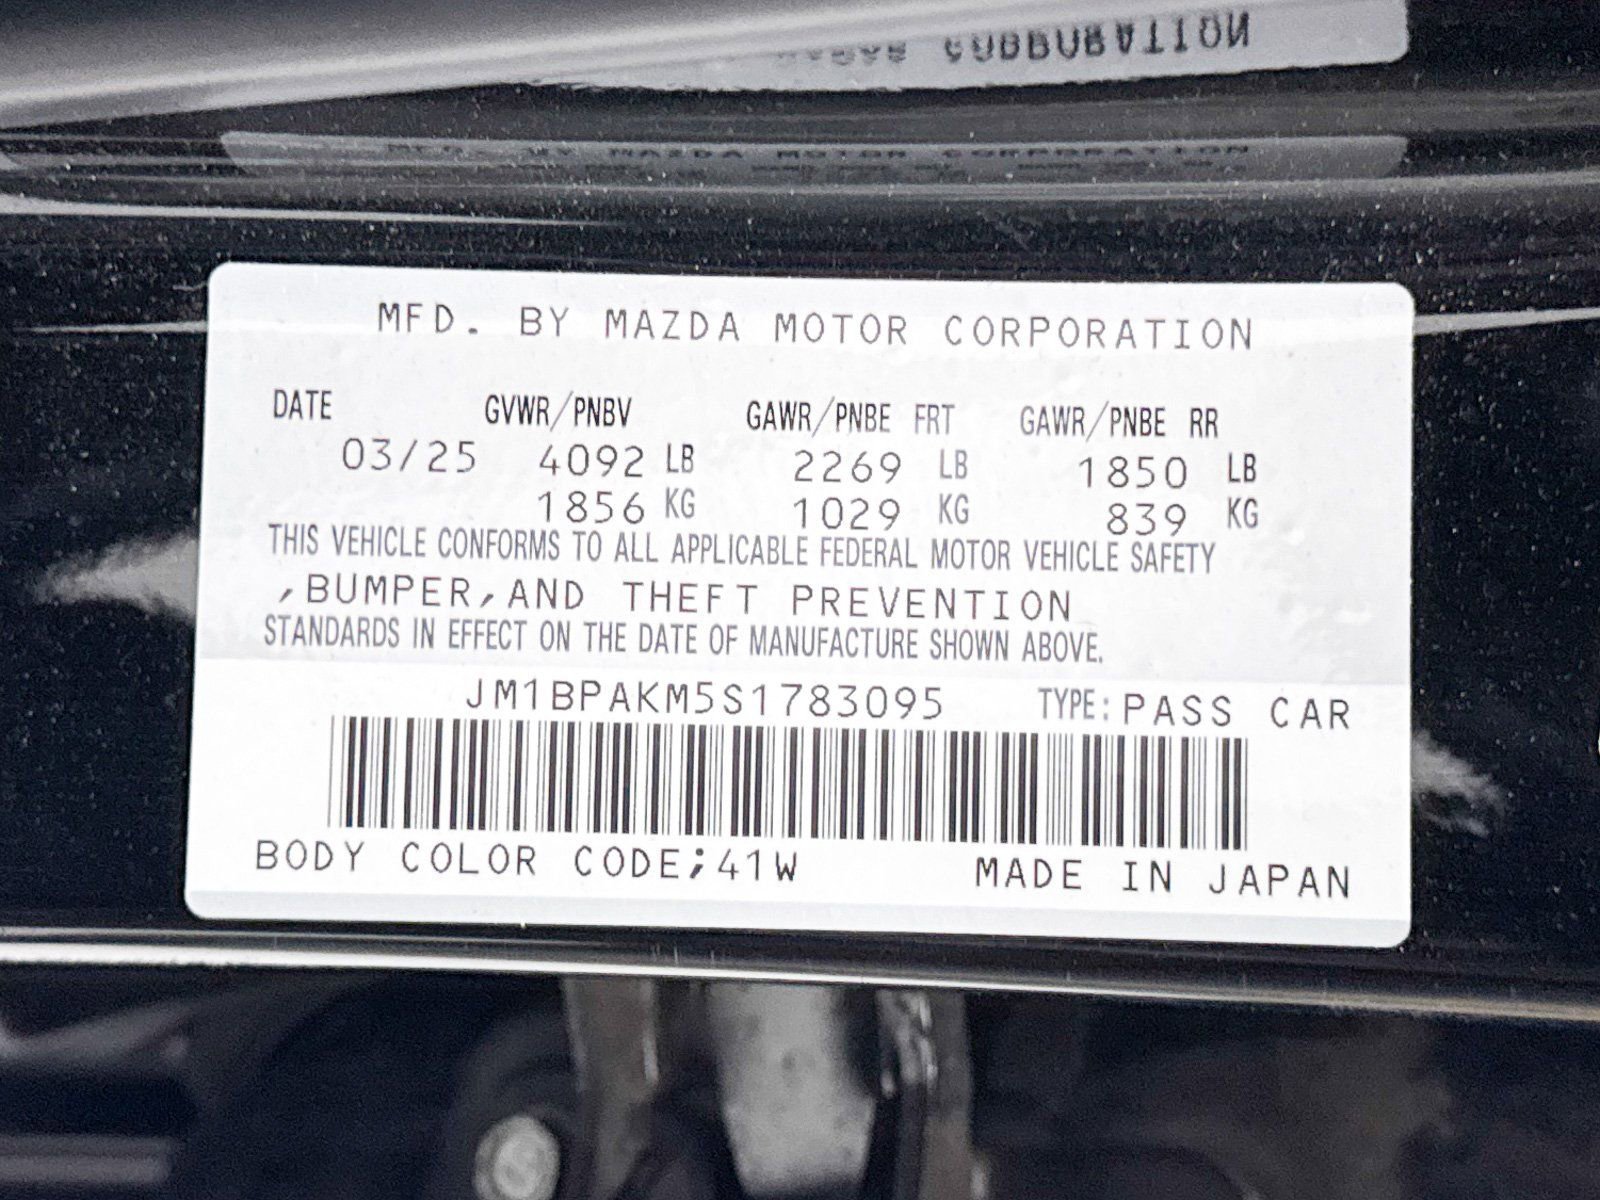 MFD. BY MAZDA MOTOR CORPORATION
DATE GVWR/PNBV GAWR/PNBE FRT GAWR/PNBE RR
03/25 4092 LB 2269 LB 1850 LB
1856 KG 1029 KG 839 KG
THIS VEHICLE CONFORMS TO ALL APPLICABLE FEDERAL MOTOR VEHICLE SAFETY
,BUMPER,AND THEFT PREVENTION
STANDARDS IN EFFECT ON THE DATE OF MANUFACTURE SHOWN ABOVE.
JM1BPAKM5S1783095 TYPE: PASS CAR
BODY COLOR CODE;41W MADE IN JAPAN